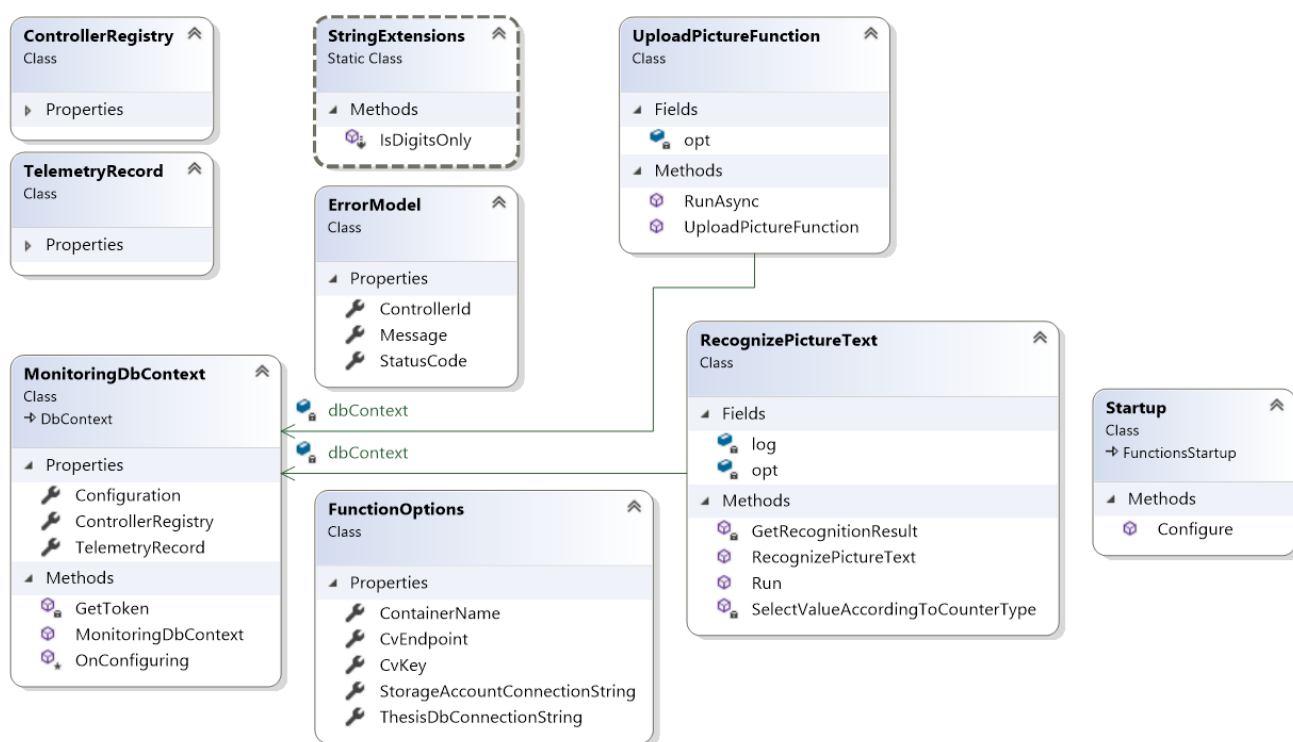 ControllerRegistry
Class
Properties
TelemetryRecord
Class
Properties
StringExtensions
Static Class
Methods
IsDigitsOnly
ErrorModel
Class
Properties
ControllerId
Message
StatusCode
UploadPictureFunction
Class
Fields
opt
Methods
RunAsync
UploadPictureFunction
MonitoringDbContext
Class
DbContext
Properties
Configuration
ControllerRegistry
TelemetryRecord
Methods
GetToken
MonitoringDbContext
OnConfiguring
dbContext
dbContext
FunctionOptions
Class
Properties
ContainerName
CvEndpoint
CvKey
StorageAccountConnectionString
ThesisDbConnectionString
RecognizePictureText
Class
Fields
log
opt
Methods
GetRecognitionResult
RecognizePictureText
Run
SelectValueAccordingToCounterType
Startup
Class
FunctionsStartup
Methods
Configure